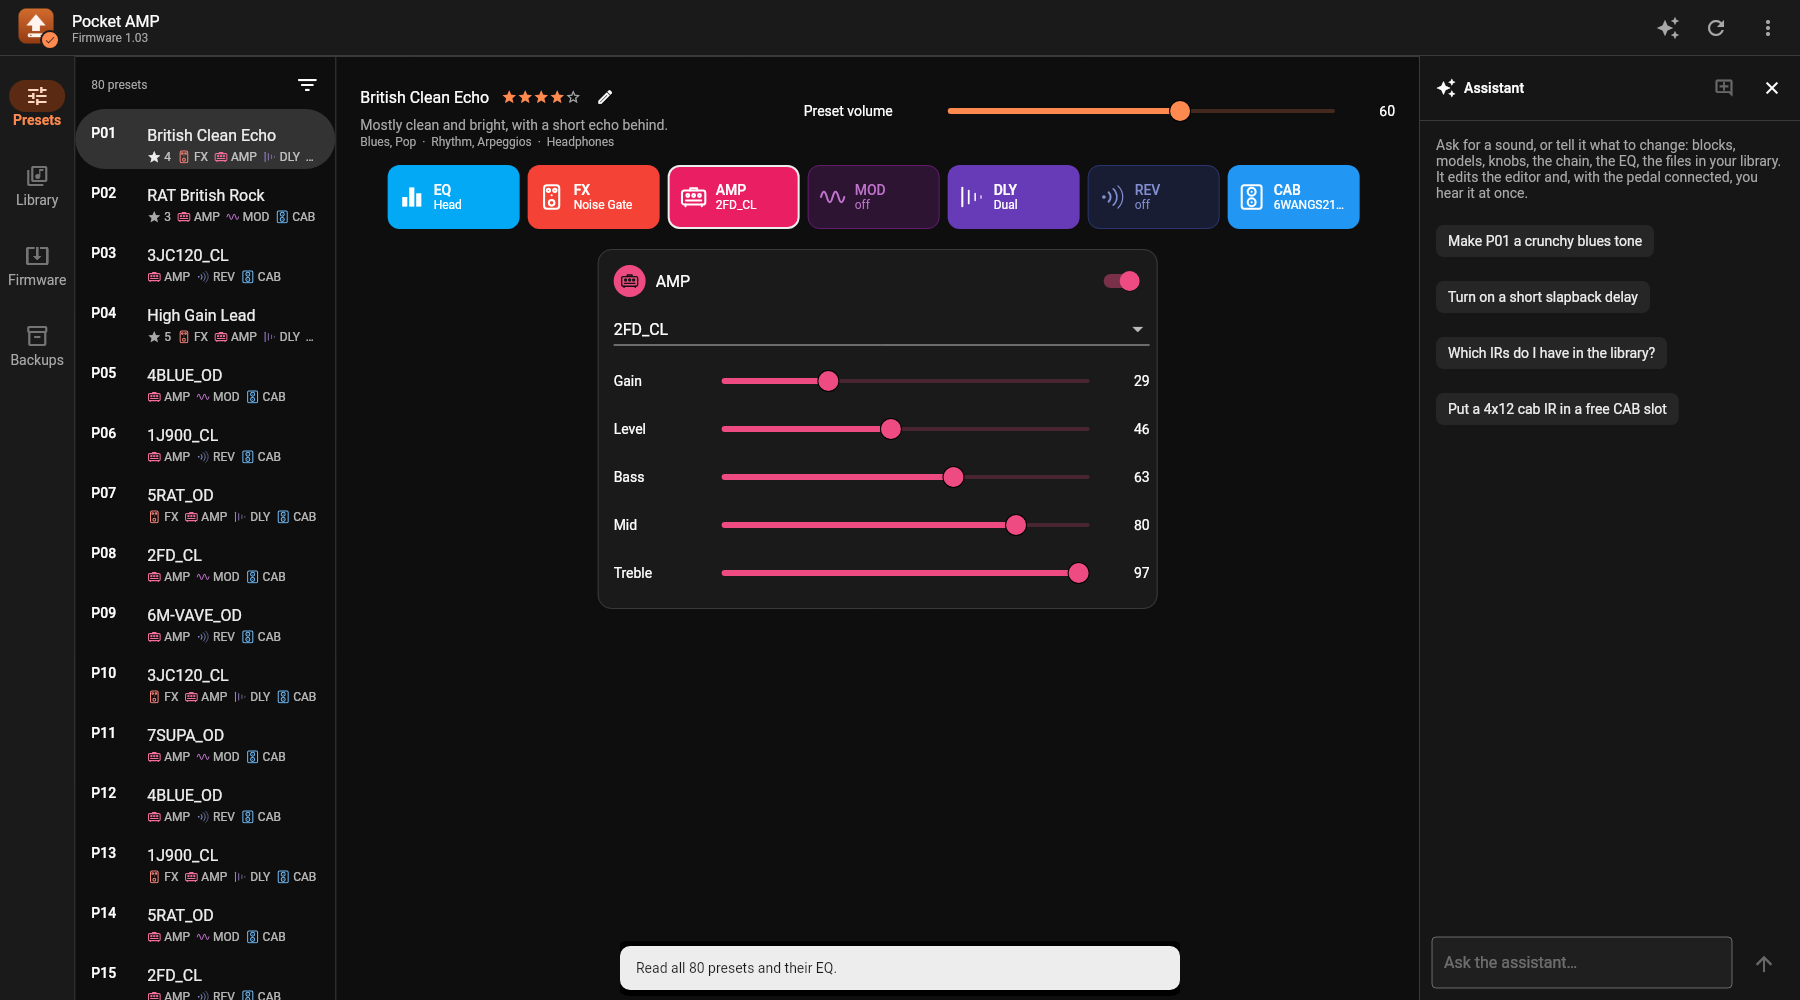 Pocket AMP
Firmware 1.03
Presets
Library
Firmware
Backups
80 presets
P01 British Clean Echo
4 FX AMP DLY ...
P02 RAT British Rock
3 AMP MOD CAB
P03 3JC120_CL
AMP REV CAB
P04 High Gain Lead
5 FX AMP DLY ...
P05 4BLUE_OD
AMP MOD CAB
P06 1J900_CL
AMP REV CAB
P07 5RAT_OD
FX AMP DLY CAB
P08 2FD_CL
AMP MOD CAB
P09 6M-VAVE_OD
AMP REV CAB
P10 3JC120_CL
FX AMP DLY CAB
P11 7SUPA_OD
AMP MOD CAB
P12 4BLUE_OD
AMP REV CAB
P13 1J900_CL
FX AMP DLY CAB
P14 5RAT_OD
AMP MOD CAB
P15 2FD_CL
AMP REV CAB
British Clean Echo
Mostly clean and bright, with a short echo behind.
Blues, Pop · Rhythm, Arpeggios · Headphones
Preset volume 60
EQ
Head
FX
Noise Gate
AMP
2FD_CL
MOD
off
DLY
Dual
REV
off
CAB
6WANGS21...
AMP
2FD_CL
Gain 29
Level 46
Bass 63
Mid 80
Treble 97
Read all 80 presets and their EQ.
Assistant
Ask for a sound, or tell it what to change: blocks,
models, knobs, the chain, the EQ, the files in your library.
It edits the editor and, with the pedal connected, you
hear it at once.
Make P01 a crunchy blues tone
Turn on a short slapback delay
Which IRs do I have in the library?
Put a 4x12 cab IR in a free CAB slot
Ask the assistant...